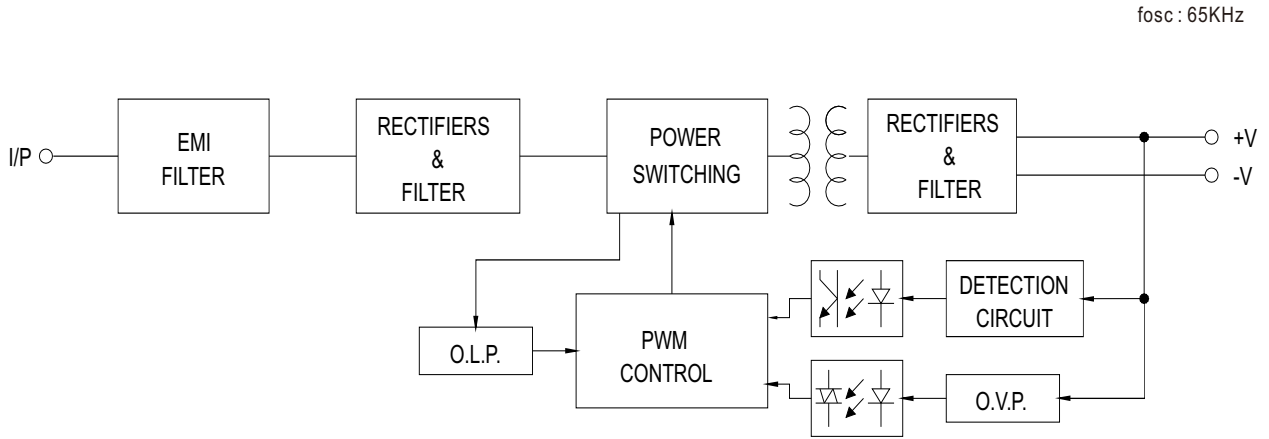 fosc : 65KHz
I/P
EMI
FILTER
RECTIFIERS
&
FILTER
POWER
SWITCHING
RECTIFIERS
&
FILTER
+V
-V
O.L.P.
PWM
CONTROL
DETECTION
CIRCUIT
O.V.P.